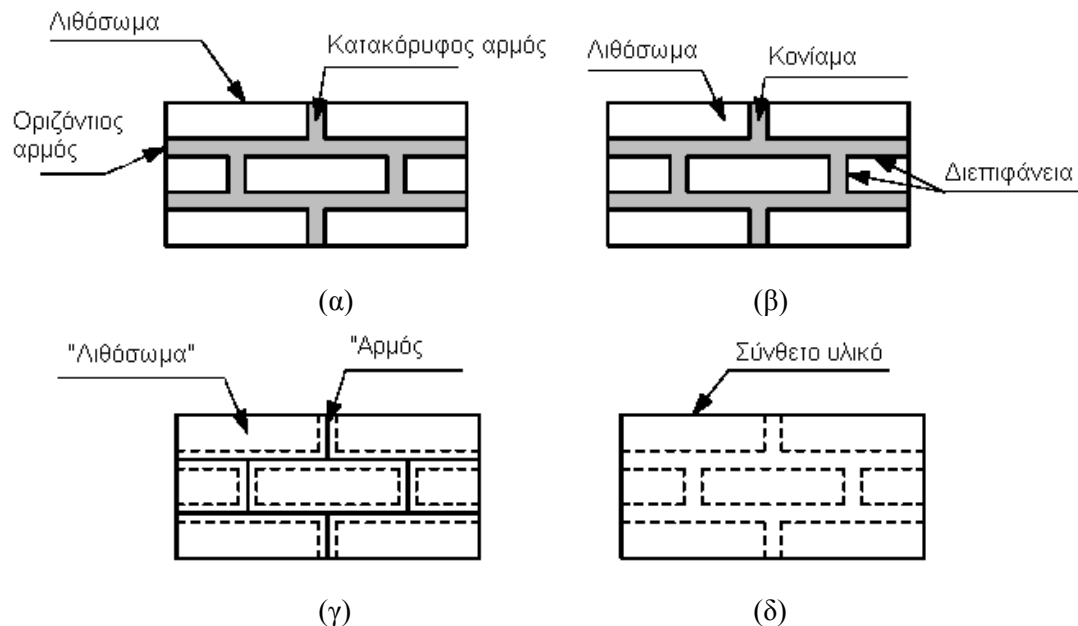 Λιθόσωμα
Κατακόρυφος αρμός
Οριζόντιος
αρμός
(α)
Λιθόσωμα
Κονίαμα
Διεπιφάνεια
(β)
"Λιθόσωμα"
"Αρμός
(γ)
Σύνθετο υλικό
(δ)